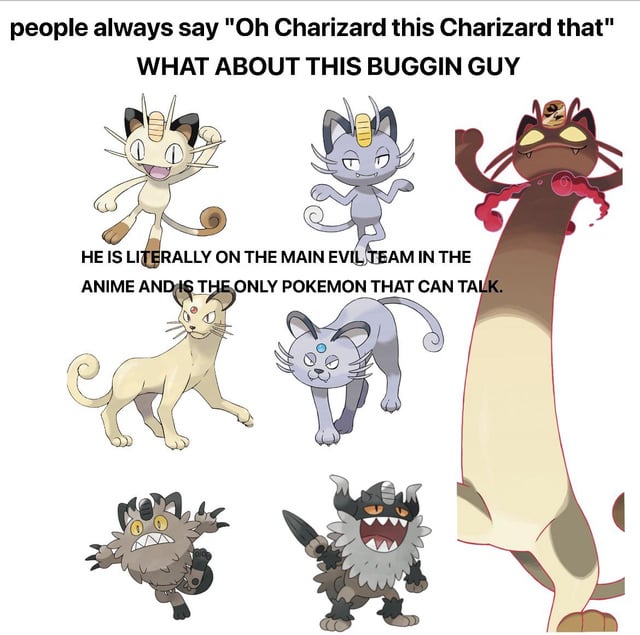 people always say "Oh Charizard this Charizard that"
WHAT ABOUT THIS BUGGIN GUY
HE IS LITERALLY ON THE MAIN EVIL TEAM IN THE
ANIME AND IS THE ONLY POKEMON THAT CAN TALK.